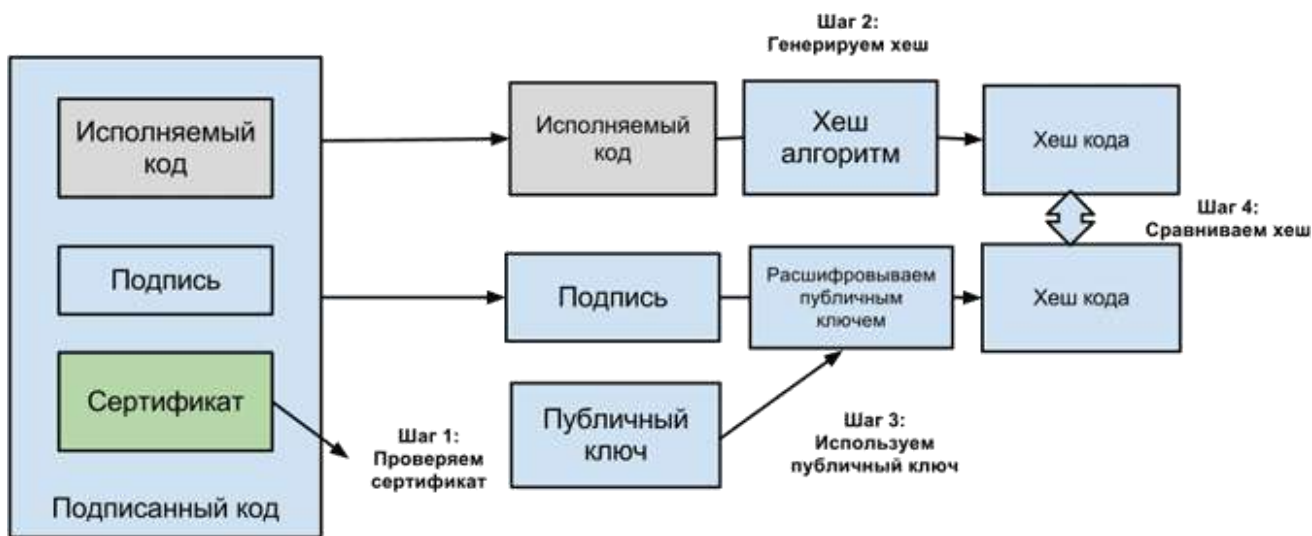 Шаг 2:
Генерируем хеш
Исполняемый
код
Исполняемый
код
Хеш
алгоритм
Хеш кода
Шаг 4:
Сравниваем хеш
Подпись
Подпись
Расшифровываем
публичным
ключем
Хеш кода
Сертификат
Шаг 1:
Проверяем
сертификат
Публичный
ключ
Шаг 3:
Используем
публичный ключ
Подписанный код